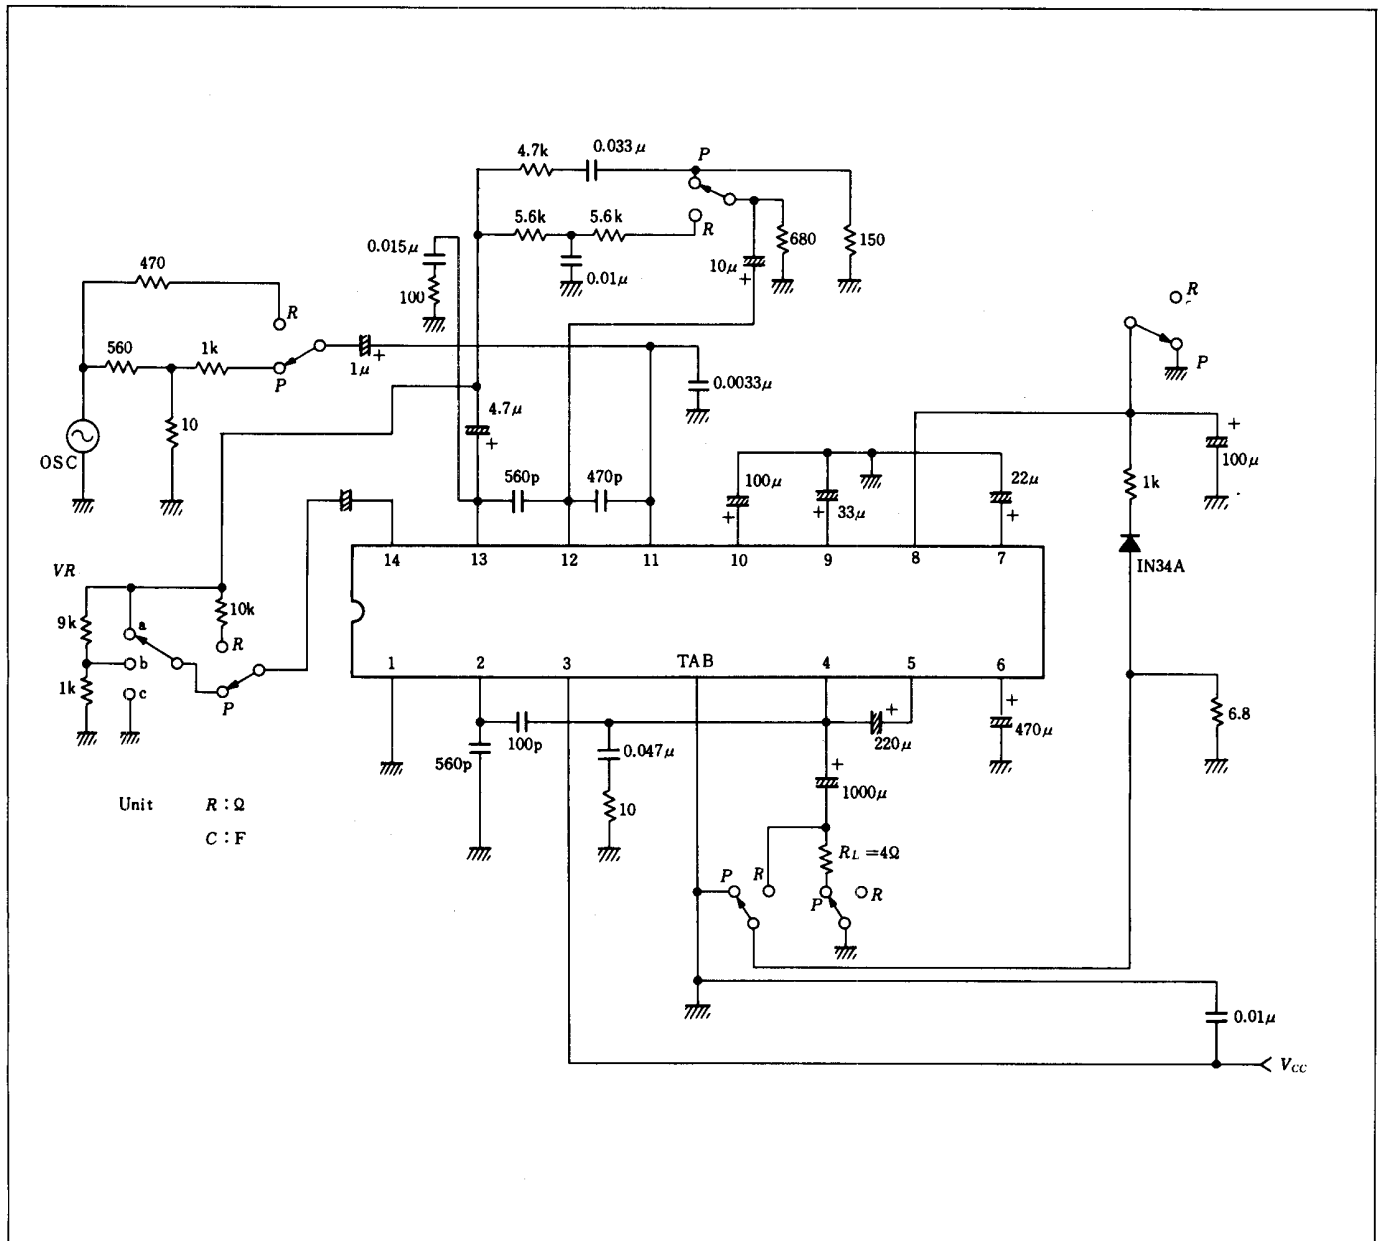 4.7k 0.033μ P
5.6k 5.6k R
0.015μ 680 150
470 10μ +
100 0.01μ R
R
560 1k
P 1μ + P
0.0033μ
10 4.7μ + +
OSC 100μ
560p 470p 100μ 22μ 1k
+ + 33μ +
14 13 12 11 10 9 8 7 IN34A
VR
10k
9k a
R
b 1 2 3 TAB 4 5 6
1k c
P + + 6.8
100p 0.047μ 220μ 470μ
560p +
1000μ
Unit R : Ω 10
C : F RL =4Ω
P R P R
0.01μ
VCC